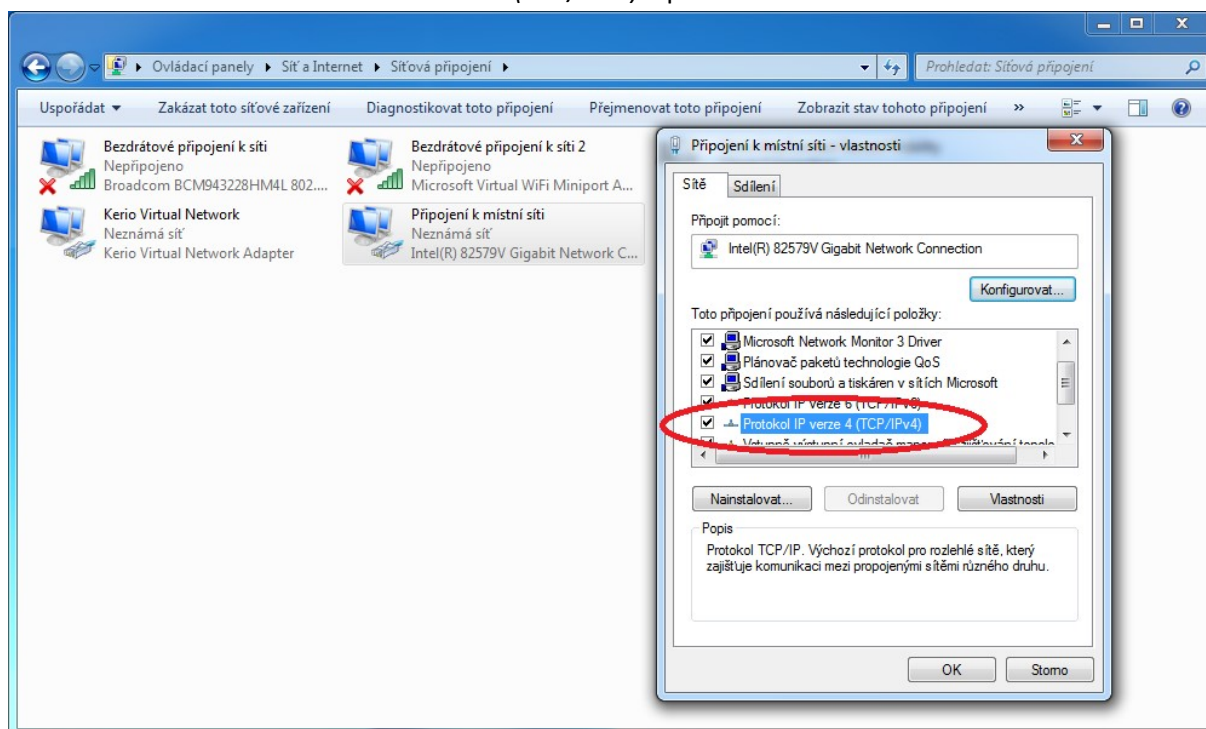 Ovládací panely ▸ Síť a Internet ▸ Síťová připojení ▸
Prohledat: Síťová připojení
Uspořádat ▾ Zakázat toto síťové zařízení Diagnostikovat toto připojení Přejmenovat toto připojení Zobrazit stav tohoto připojení »
Bezdrátové připojení k síti
Nepřipojeno
Broadcom BCM943228HM4L 802....
Bezdrátové připojení k síti 2
Nepřipojeno
Microsoft Virtual WiFi Miniport A...
Kerio Virtual Network
Neznámá síť
Kerio Virtual Network Adapter
Připojení k místní síti
Neznámá síť
Intel(R) 82579V Gigabit Network C...
Připojení k místní síti - vlastnosti
Sítě Sdílení
Připojit pomocí:
Intel(R) 82579V Gigabit Network Connection
Konfigurovat...
Toto připojení používá následující položky:
Microsoft Network Monitor 3 Driver
Plánovač paketů technologie QoS
Sdílení souborů a tiskáren v sítích Microsoft
Protokol IP verze 6 (TCP/IPv6)
Protokol IP verze 4 (TCP/IPv4)
Nainstalovat... Odinstalovat Vlastnosti
Popis
Protokol TCP/IP. Výchozí protokol pro rozlehlé sítě, který
zajišťuje komunikaci mezi propojenými sítěmi různého druhu.
OK Storno